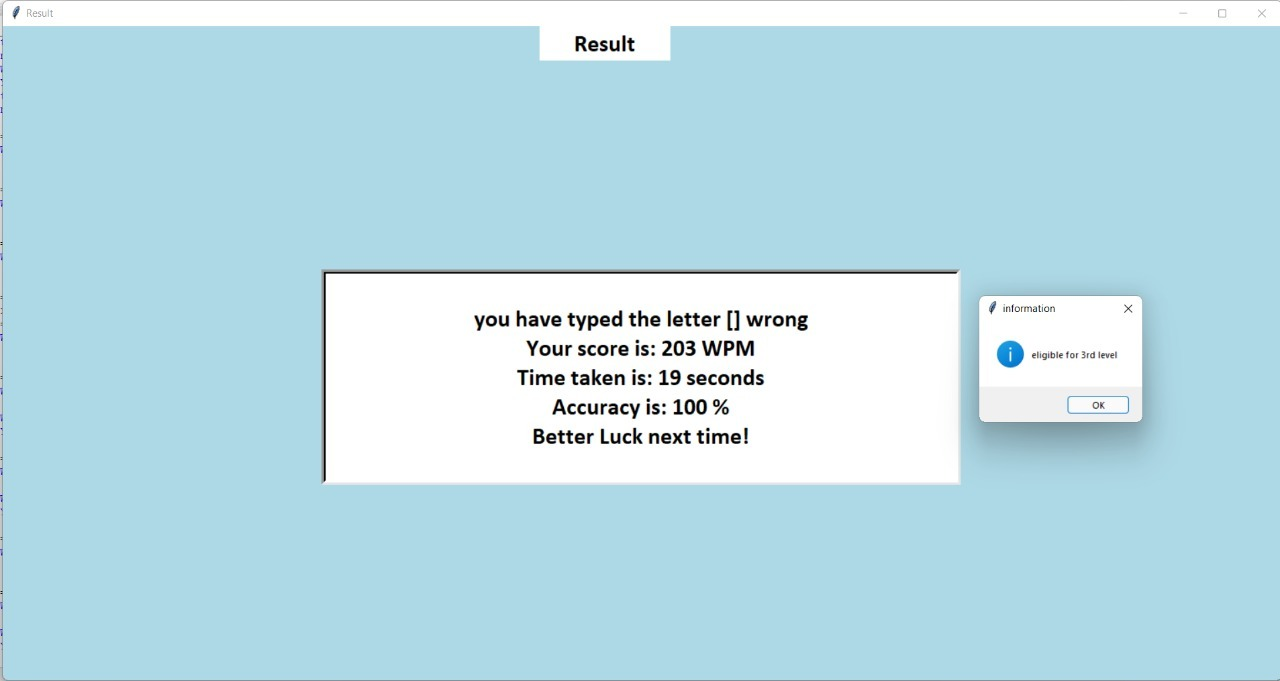 Result
Result
you have typed the letter [] wrong
Your score is: 203 WPM
Time taken is: 19 seconds
Accuracy is: 100 %
Better Luck next time!
information
eligible for 3rd level
OK